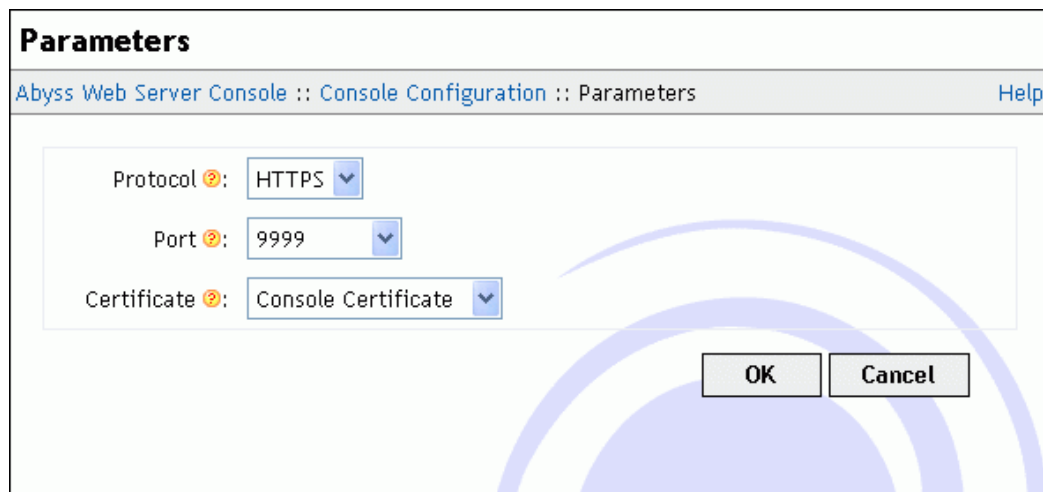 Parameters
Abyss Web Server Console :: Console Configuration :: Parameters Help
Protocol ?: HTTPS
Port ?: 9999
Certificate ?: Console Certificate
OK Cancel